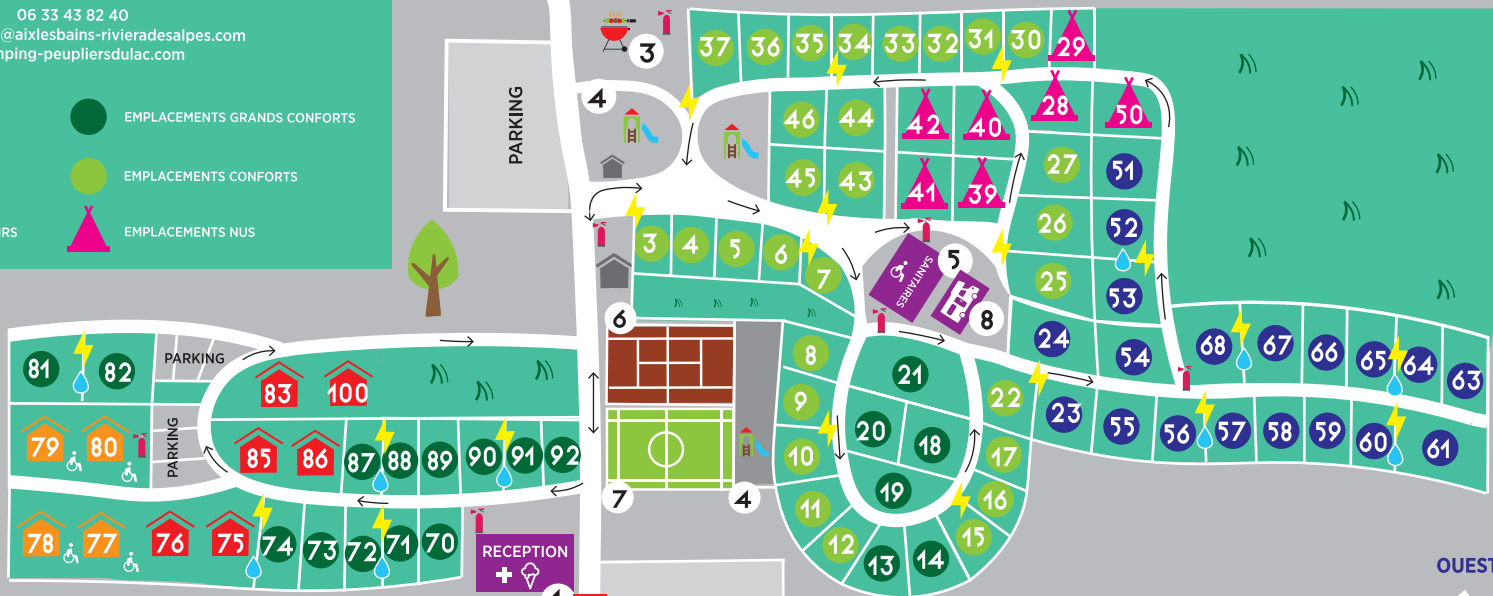 06 33 43 82 40
@aixlesbains-rivieradesalpes.com
ping-peupliersdulac.com
EMPLACEMENTS GRANDS CONFORTS
EMPLACEMENTS CONFORTS
EMPLACEMENTS NUS
PARKING
3
4
37 36 35 34 33 32 31 30 29
46 44 42 40 28 50
45 43 41 39 27 51
26 52
25 53
24 54
3 4 5 6 7
SANITAIRES
5
8
6
7
4
8
9
10
11
12
13
14
15
16
17
22
21
20
18
19
23 55 56 57 58 59 60 61
68 67 66 65 64 63
81 82
PARKING
83 100
79 80
PARKING
85 86 87 88 89 90 91 92
78 77 76 75 74 73 72 71 70
RECEPTION
OUEST